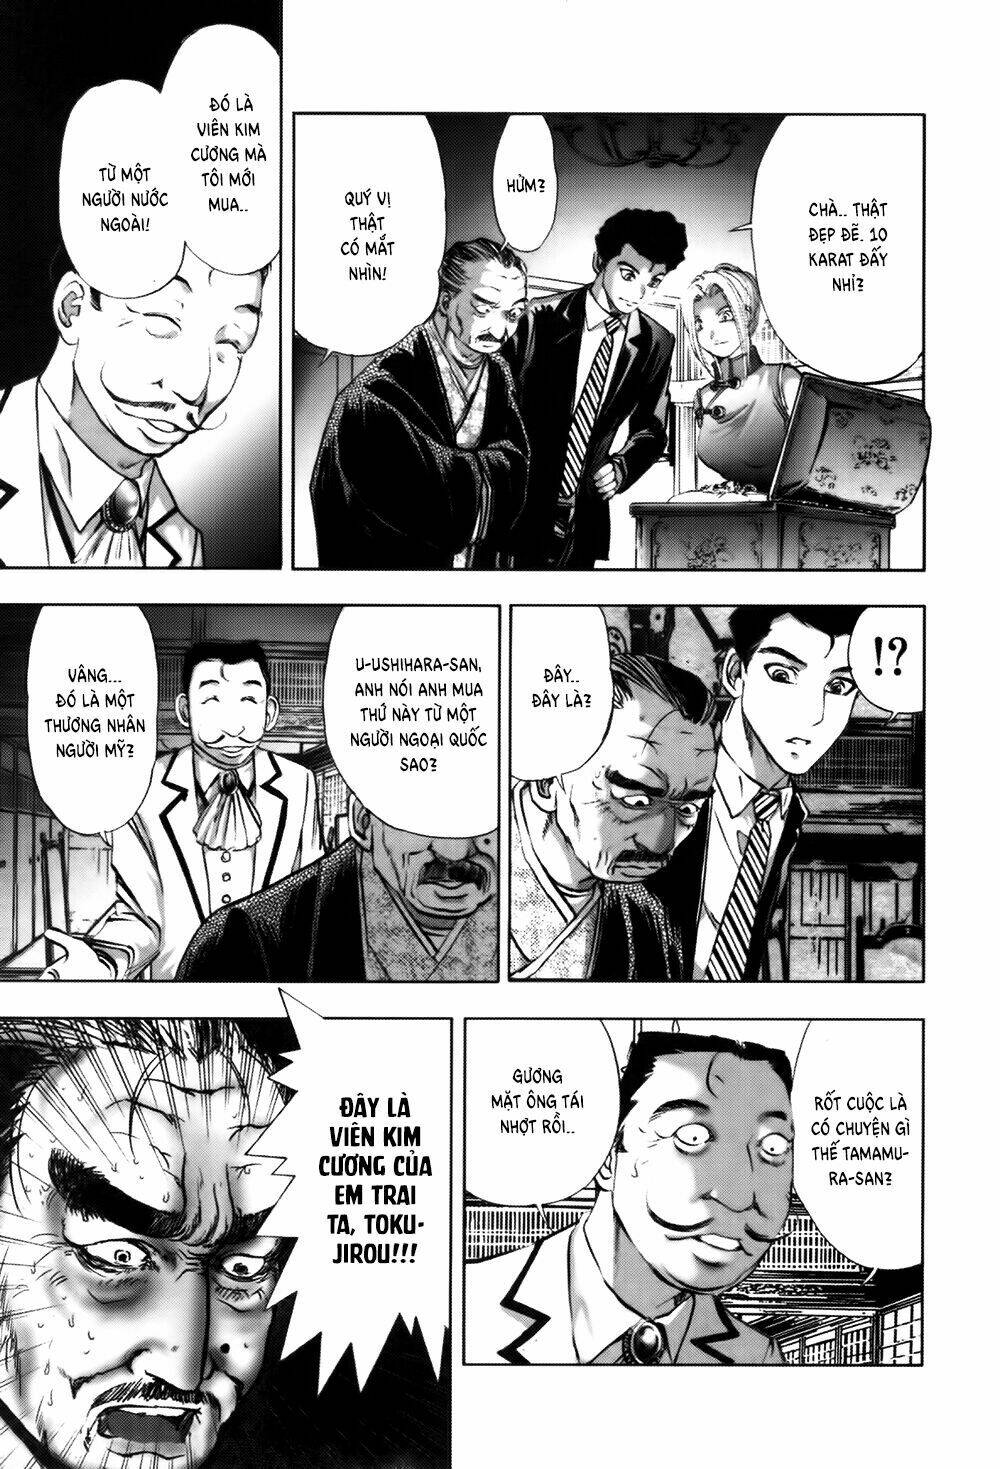 CHÀ.. THẬT
ĐẸP ĐẼ. 10
KARAT ĐẤY
NHỈ?
HỬM?
QUÝ VỊ
THẬT
CÓ MẮT
NHÌN!
ĐÓ LÀ
VIÊN KIM
CƯƠNG MÀ
TÔI MỚI
MUA..
TỪ MỘT
NGƯỜI NƯỚC
NGOÀI!
!?
ĐÂY..
ĐÂY LÀ?
U-USHIHARA-SAN,
ANH NÓI ANH MUA
THỨ NÀY TỪ MỘT
NGƯỜI NGOẠI QUỐC
SAO?
VÂNG...
ĐÓ LÀ MỘT
THƯƠNG NHÂN
NGƯỜI MỸ?
RỐT CUỘC LÀ
CÓ CHUYỆN GÌ
THẾ TAMAMU-
RA-SAN?
GƯƠNG
MẶT ÔNG TÁI
NHỢT RỒI..
ĐÂY LÀ
VIÊN KIM
CƯƠNG CỦA
EM TRAI
TA, TOKU-
JIROU!!!